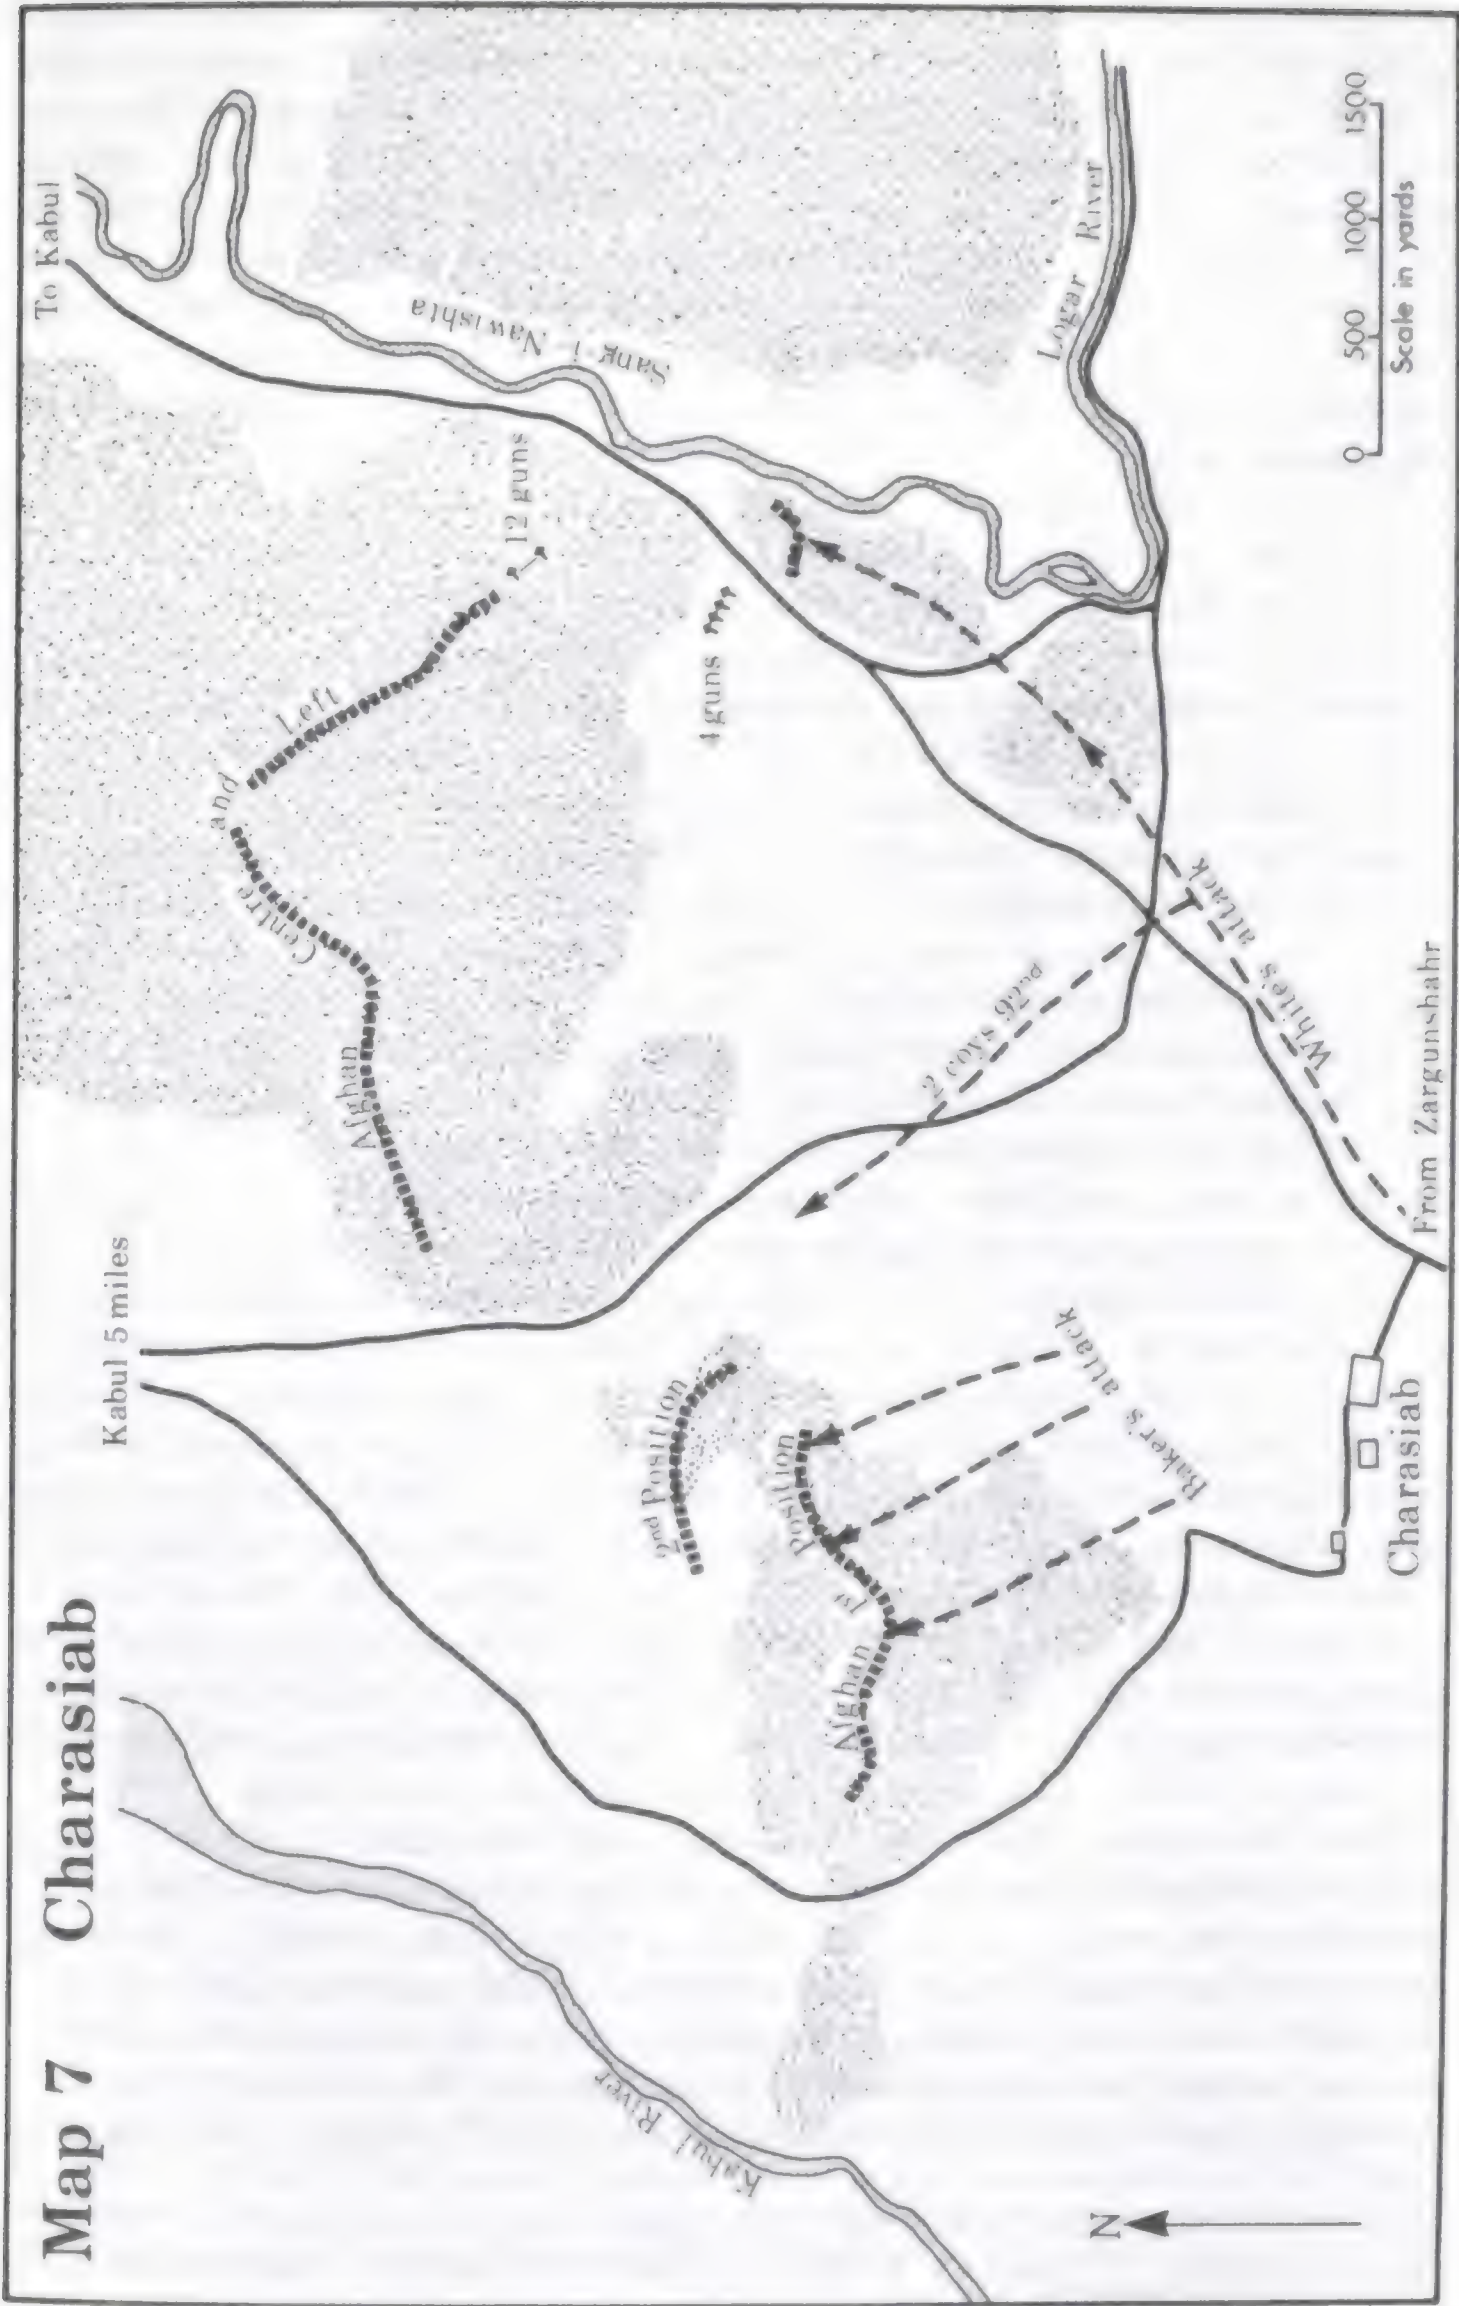 Map 7 Charasiab
Kabul 5 miles
To Kabul
Kabul River
Sang i Nawishta
Logar River
Afghan Centre and Left
12 guns
4 guns
2nd Position
Afghan 1st Position
2 coys 92nd
Baker's attack
White's attack
Charasiab
From Zargunshahr
N
0 500 1000 1500
Scale in yards